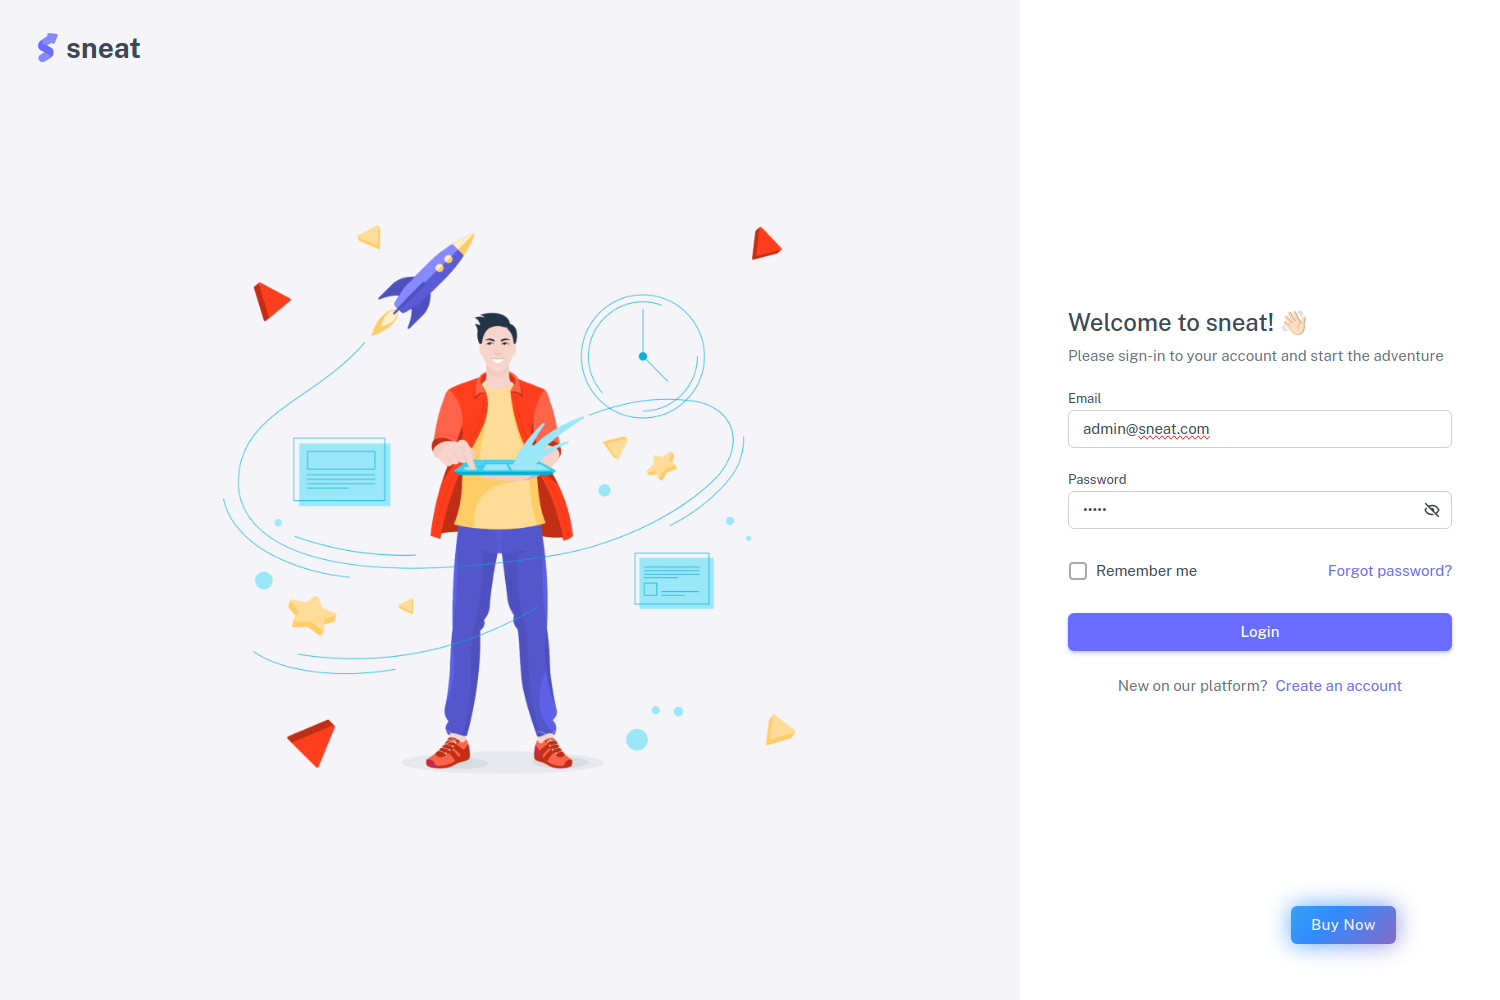 sneat
Welcome to sneat! 👋🏻
Please sign-in to your account and start the adventure
Email
admin@sneat.com
Password
•••••
Remember me
Forgot password?
Login
New on our platform? Create an account
Buy Now